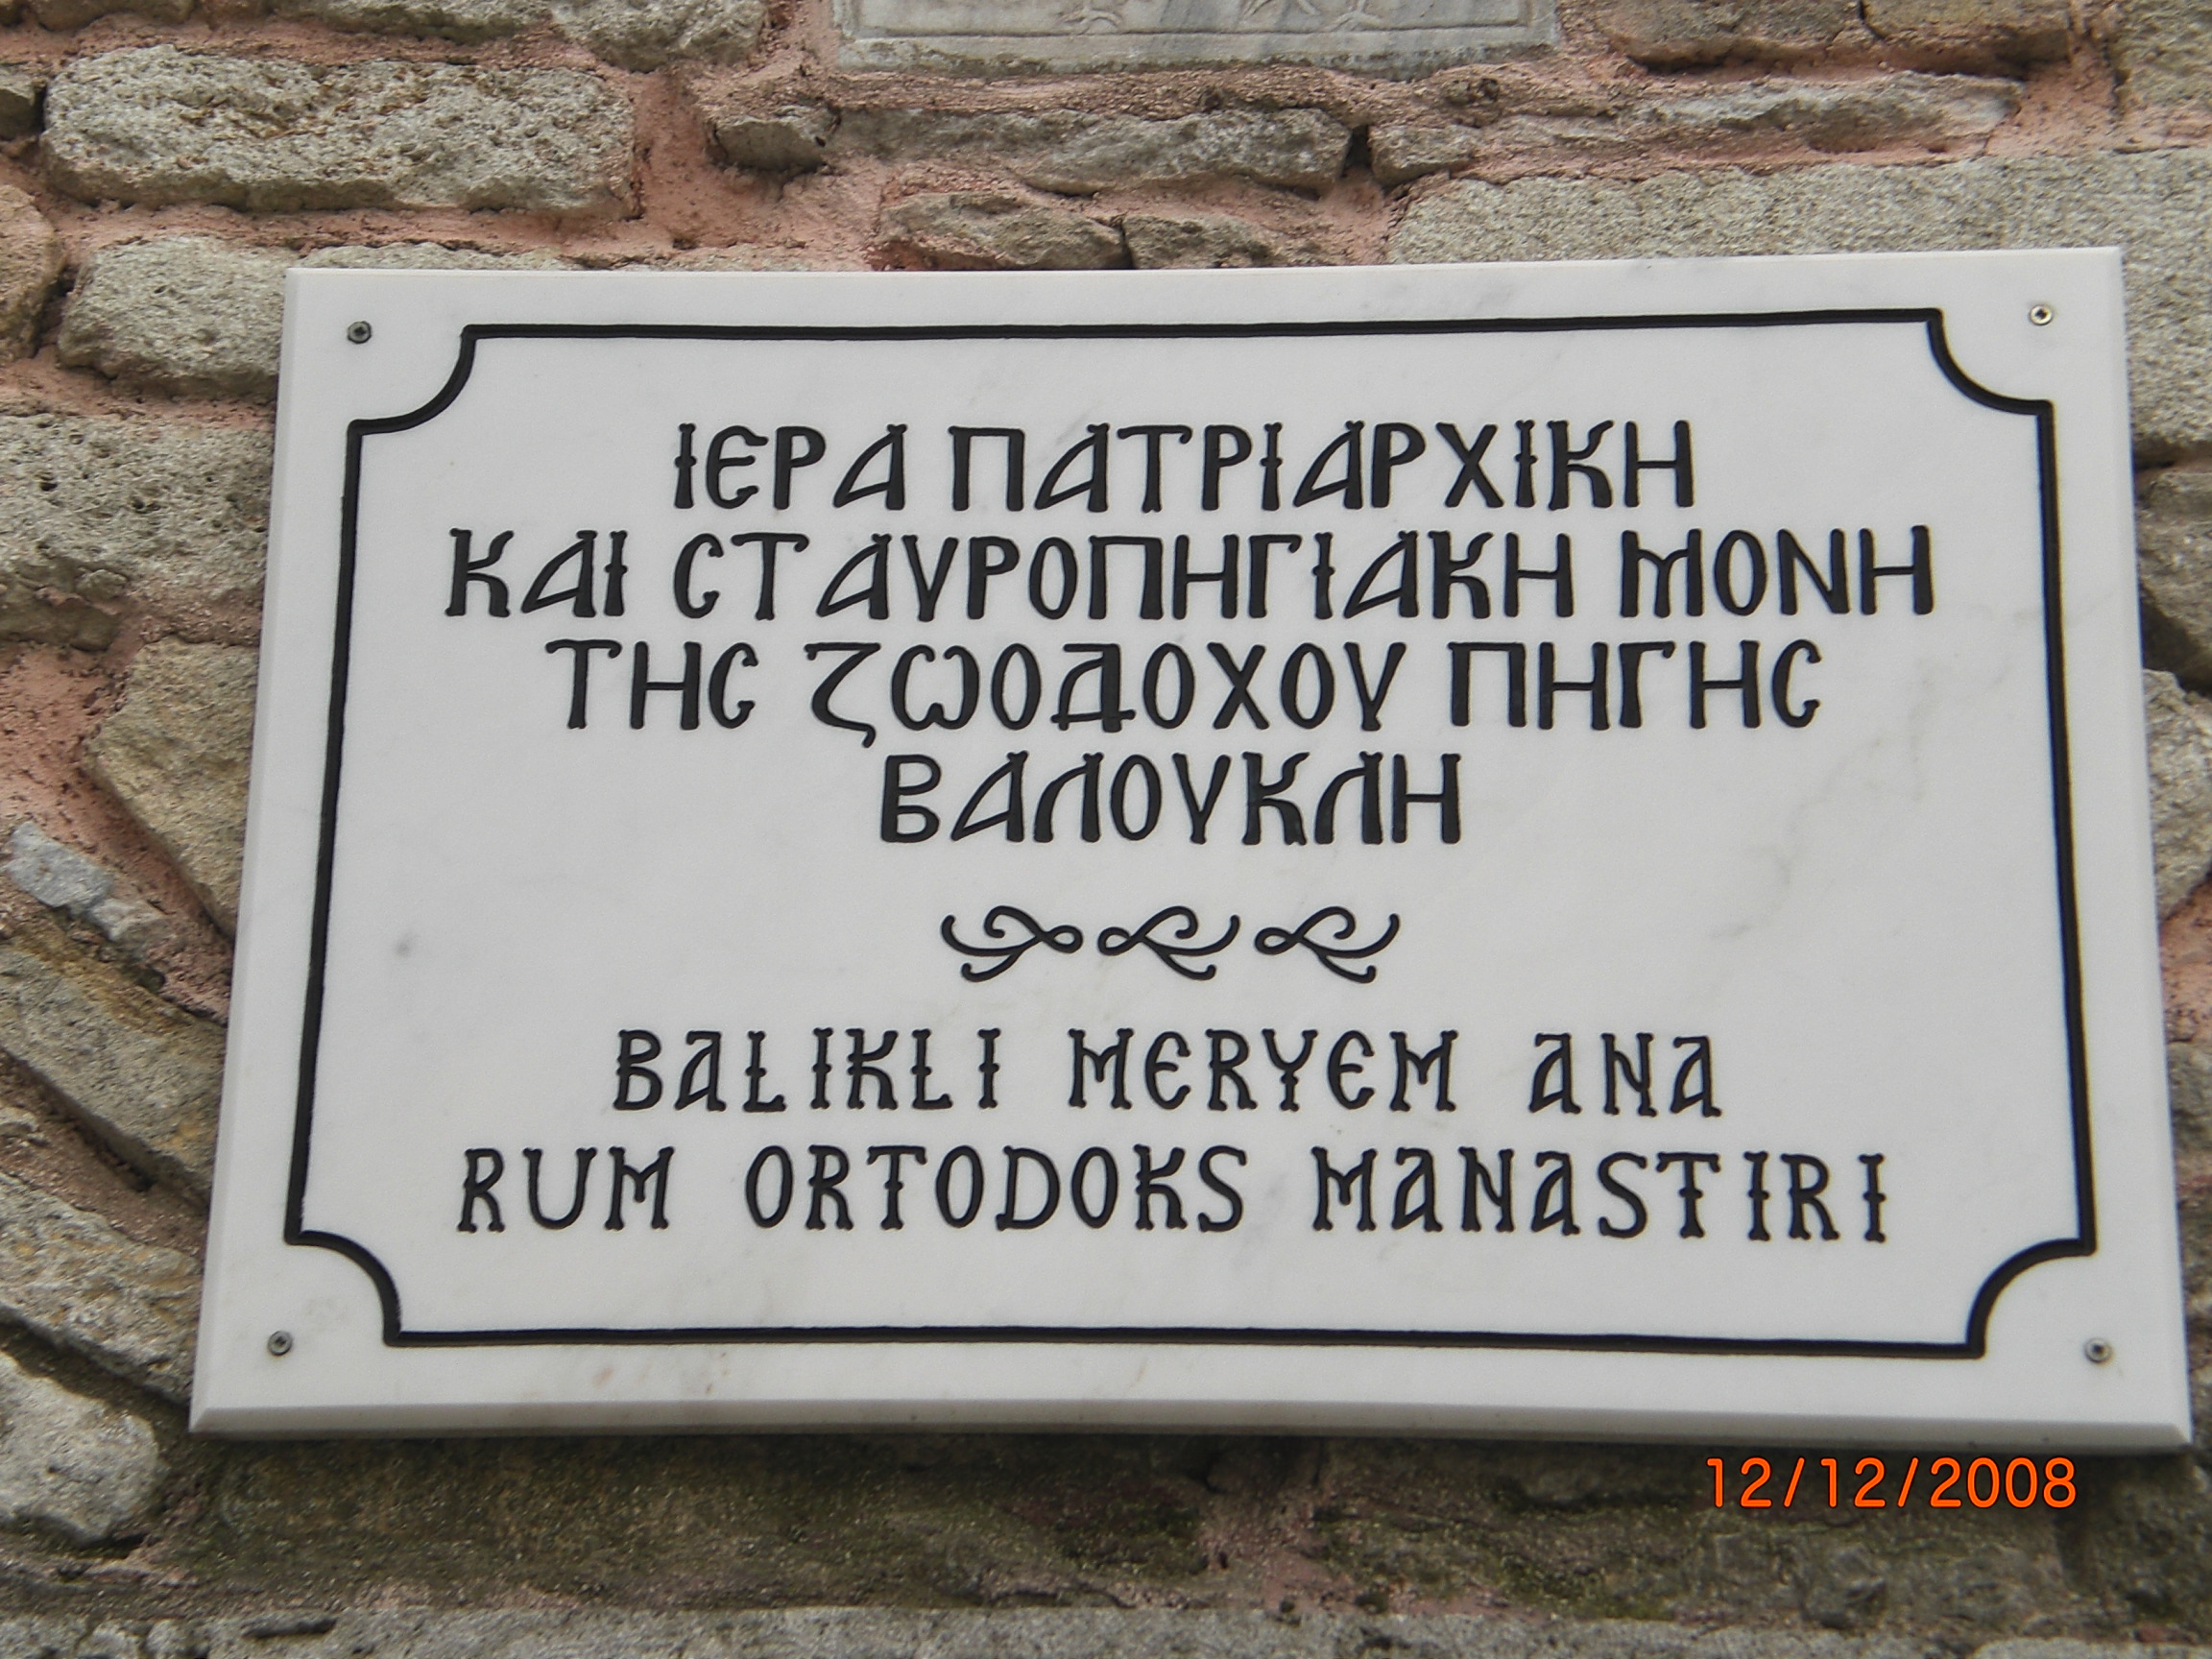 ΙΕΡΑ ΠΑΤΡΙΑΡΧΙΚΗ
ΚΑΙ ΣΤΑΥΡΟΠΗΓΙΑΚΗ ΜΟΝΗ
ΤΗΣ ΖΩΟΔΟΧΟΥ ΠΗΓΗΣ
ΒΑΛΟΥΚΛΗ
BALIKLI MERYEM ANA
RUM ORTODOKS MANASTIRI
12/12/2008